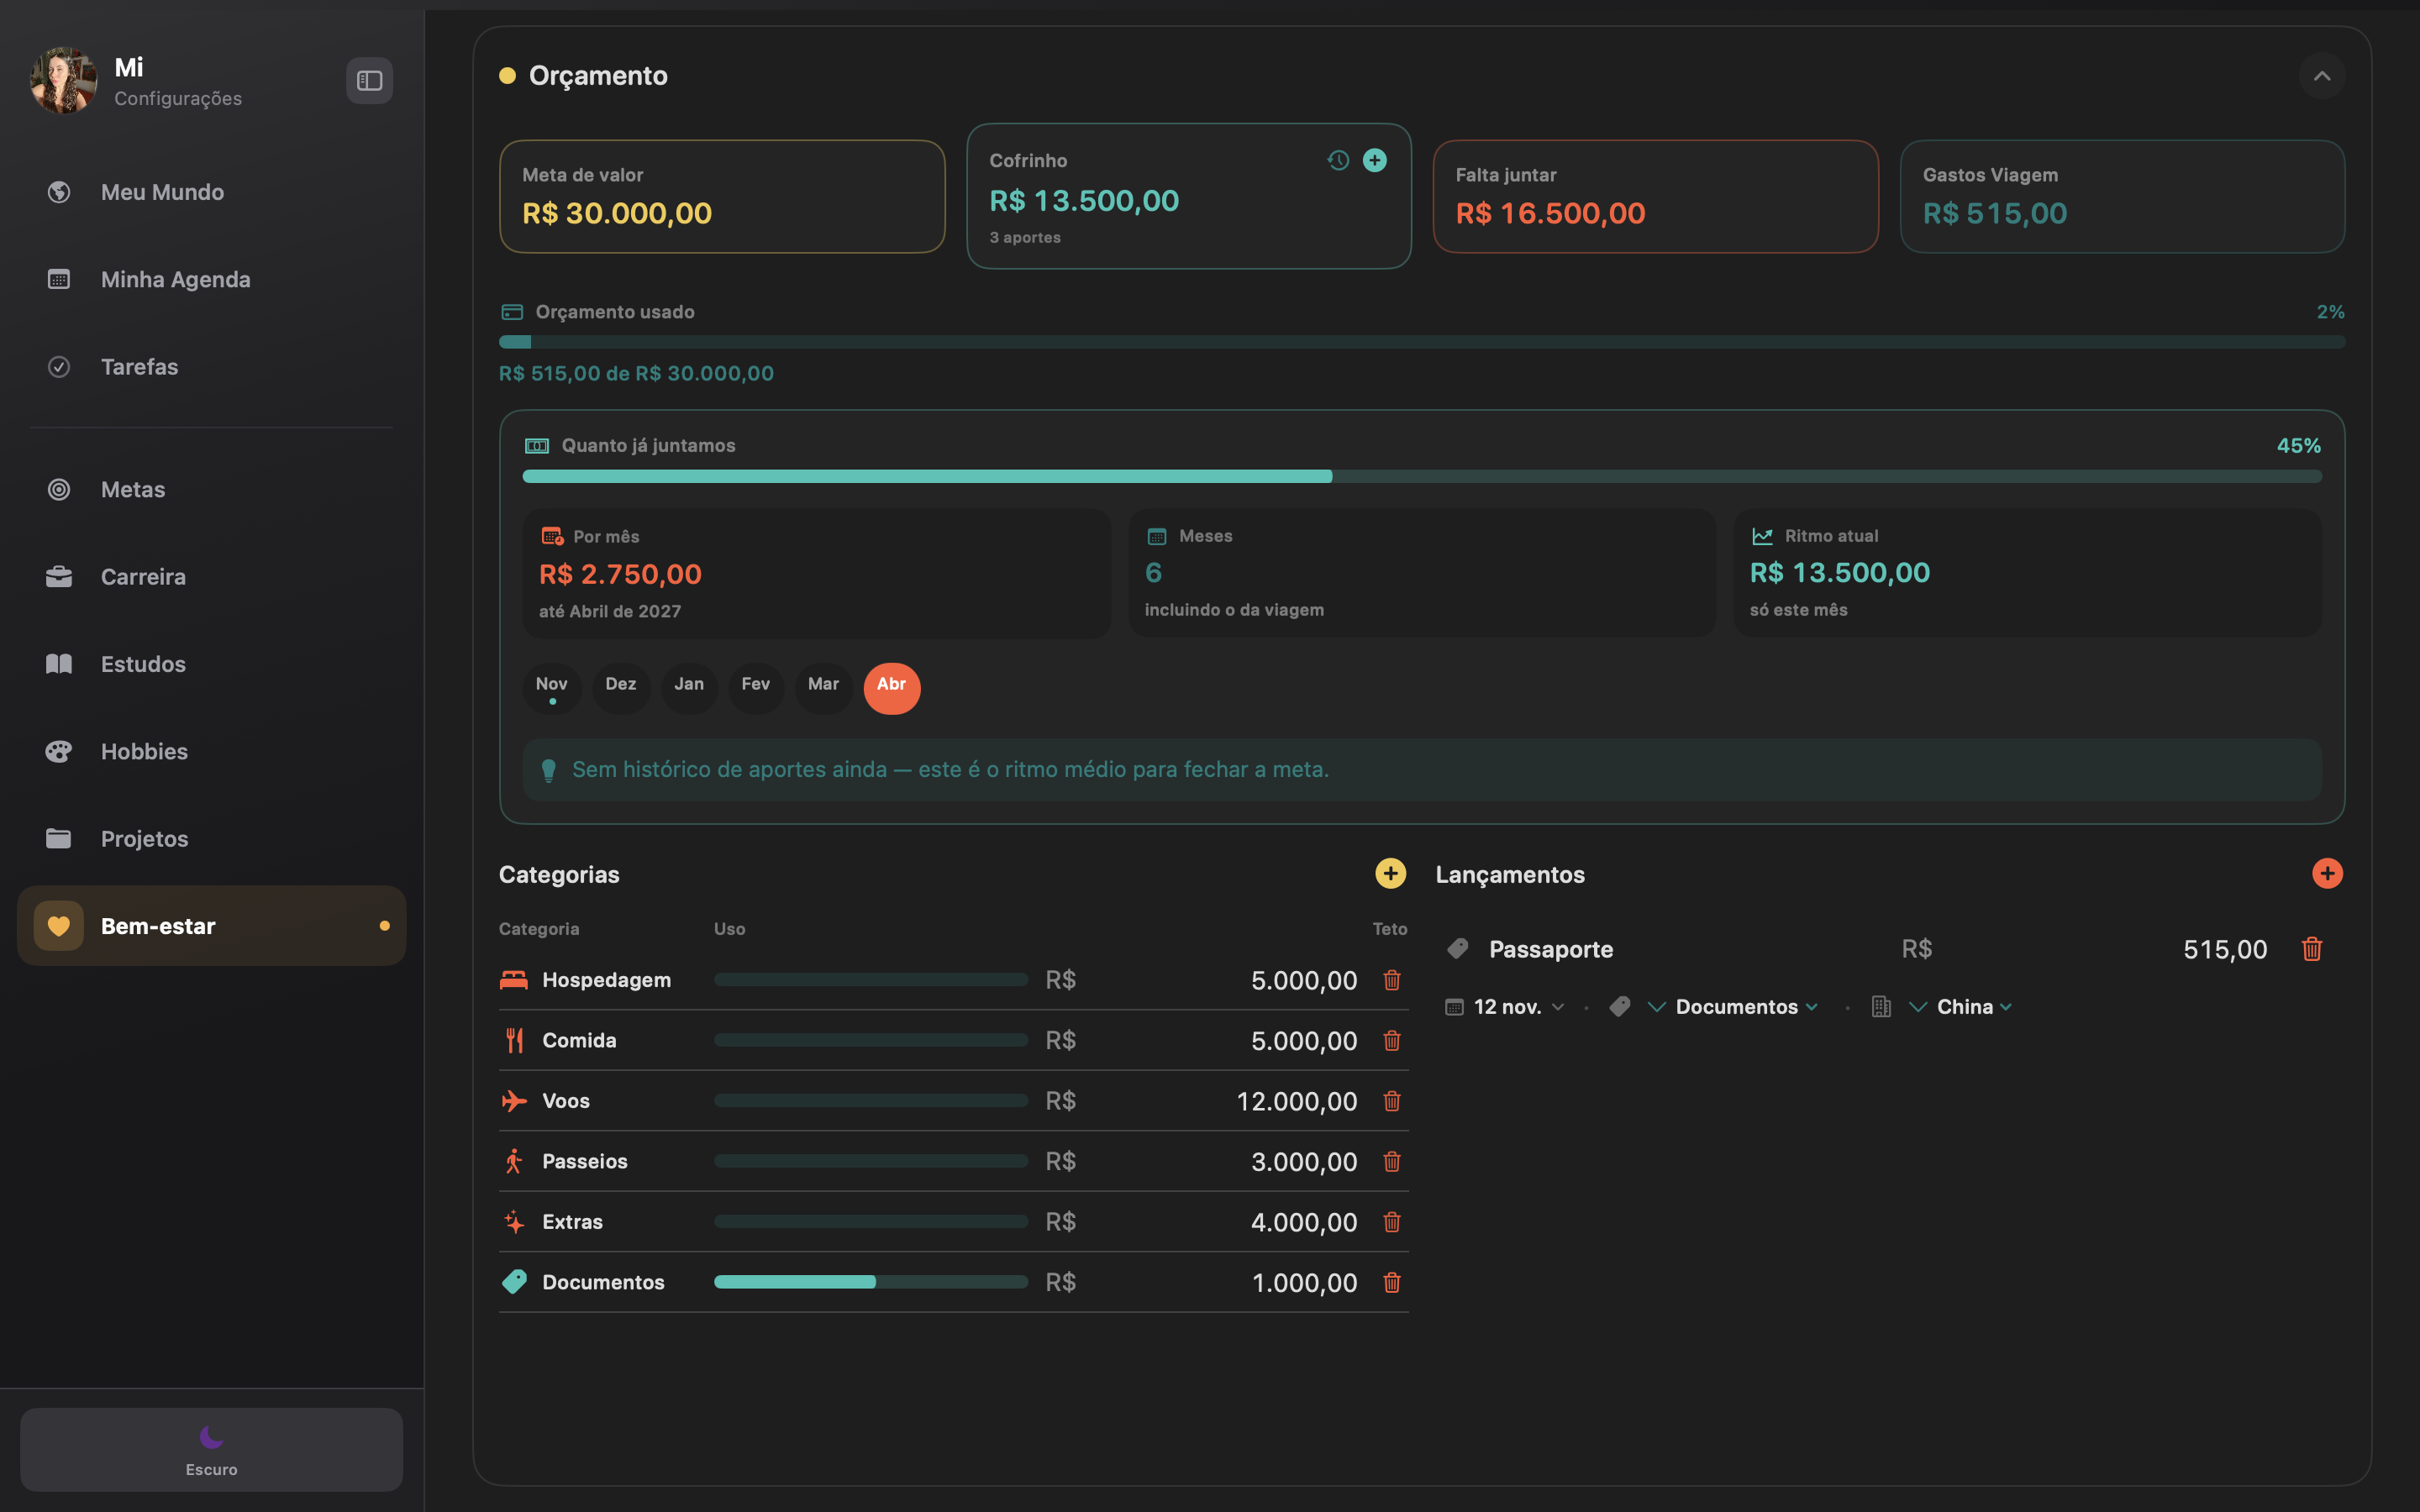 Mi
Configurações
Meu Mundo
Minha Agenda
Tarefas
Metas
Carreira
Estudos
Hobbies
Projetos
Bem-estar
Escuro
Orçamento
Meta de valor
R$ 30.000,00
Cofrinho
R$ 13.500,00
3 aportes
Falta juntar
R$ 16.500,00
Gastos Viagem
R$ 515,00
Orçamento usado 2%
R$ 515,00 de R$ 30.000,00
Quanto já juntamos 45%
Por mês
R$ 2.750,00
até Abril de 2027
Meses
6
incluindo o da viagem
Ritmo atual
R$ 13.500,00
só este mês
Nov Dez Jan Fev Mar Abr
Sem histórico de aportes ainda — este é o ritmo médio para fechar a meta.
Categorias
Categoria Uso Teto
Hospedagem R$ 5.000,00
Comida R$ 5.000,00
Voos R$ 12.000,00
Passeios R$ 3.000,00
Extras R$ 4.000,00
Documentos R$ 1.000,00
Lançamentos
Passaporte R$ 515,00
12 nov. · Documentos · China